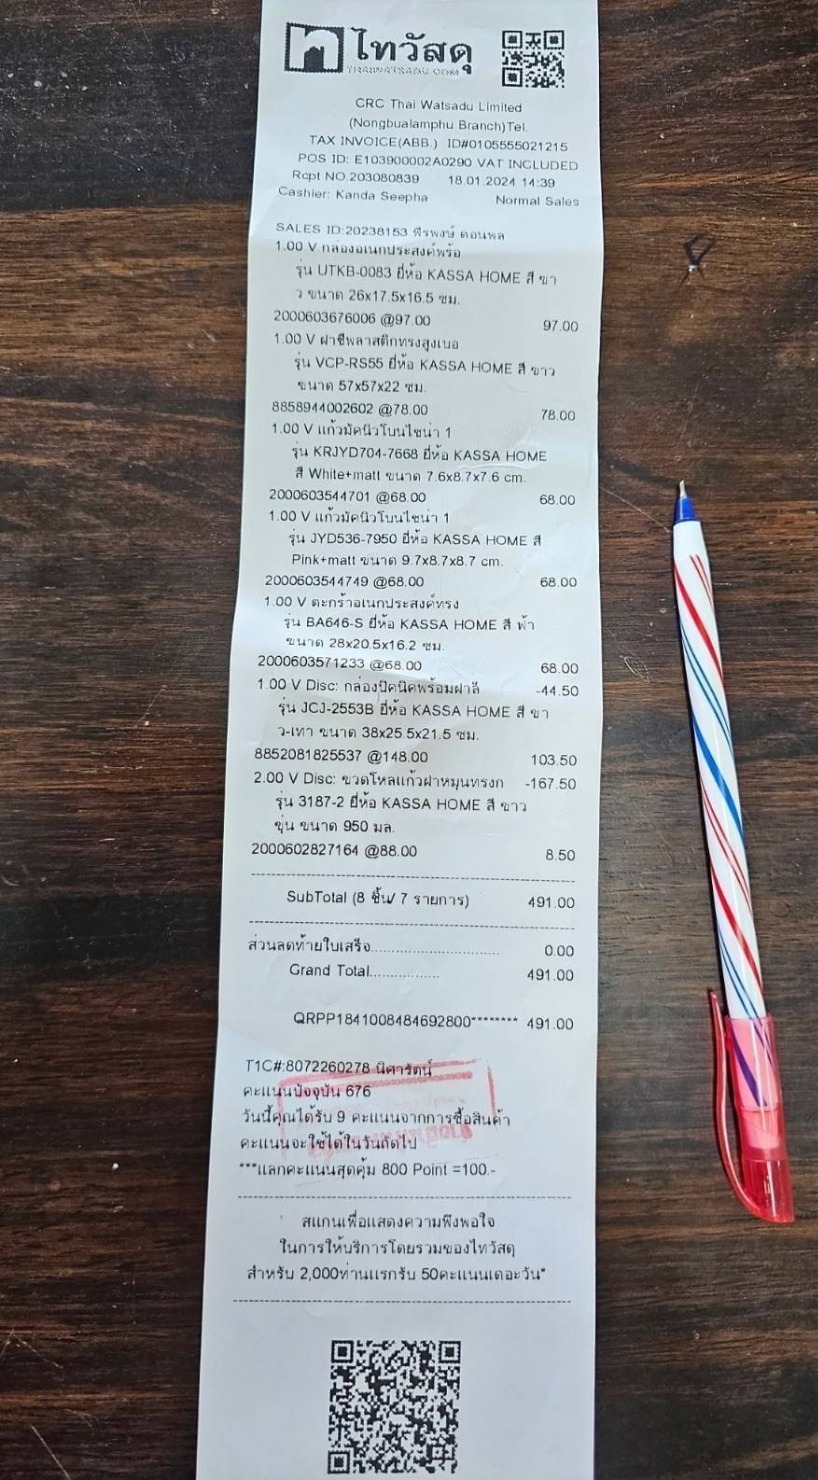 ไทวัสดุ
THAIWATSADU.COM
CRC Thai Watsadu Limited
(Nongbualamphu Branch)Tel.
TAX INVOICE(ABB.) ID#0105555021215
POS ID: E103900002A0290 VAT INCLUDED
Rcpt NO.203080839 18.01.2024 14:39
Cashier: Kanda Seepha Normal Sales
SALES ID:20238153 พีรพงษ์ ดอนพล
1.00 V กล่องอเนกประสงค์พร้อ
รุ่น UTKB-0083 ยี่ห้อ KASSA HOME สี ขา
ว ขนาด 26x17.5x16.5 ซม.
2000603676006 @97.00 97.00
1.00 V ฝาชีพลาสติกทรงสูงเบอ
รุ่น VCP-RS55 ยี่ห้อ KASSA HOME สี ขาว
ขนาด 57x57x22 ซม.
8858944002602 @78.00 78.00
1.00 V แก้วมัคนิวโบนไชน่า 1
รุ่น KRJYD704-7668 ยี่ห้อ KASSA HOME
สี White+matt ขนาด 7.6x8.7x7.6 cm.
2000603544701 @68.00 68.00
1.00 V แก้วมัคนิวโบนไชน่า 1
รุ่น JYD536-7950 ยี่ห้อ KASSA HOME สี
Pink+matt ขนาด 9.7x8.7x8.7 cm.
2000603544749 @68.00 68.00
1.00 V ตะกร้าอเนกประสงค์ทรง
รุ่น BA646-S ยี่ห้อ KASSA HOME สี ฟ้า
ขนาด 28x20.5x16.2 ซม.
2000603571233 @68.00 68.00
1.00 V Disc: กล่องปิคนิคพร้อมฝาสี -44.50
รุ่น JCJ-2553B ยี่ห้อ KASSA HOME สี ขา
ว-เทา ขนาด 38x25.5x21.5 ซม.
8852081825537 @148.00 103.50
2.00 V Disc: ขวดโหลแก้วฝาหมุนทรงก -167.50
รุ่น 3187-2 ยี่ห้อ KASSA HOME สี ขาว
ขุ่น ขนาด 950 มล.
2000602827164 @88.00 8.50
SubTotal (8 ชิ้น/ 7 รายการ) 491.00
ส่วนลดท้ายใบเสร็จ.............................. 0.00
Grand Total................. 491.00
QRPP1841008484692800******** 491.00
T1C#:8072260278 นิศารัตน์
คะแนนปัจจุบัน 676
วันนี้คุณได้รับ 9 คะแนนจากการซื้อสินค้า
คะแนนจะใช้ได้ในวันถัดไป
***แลกคะแนนสุดคุ้ม 800 Point =100.-
สแกนเพื่อแสดงความพึงพอใจ
ในการให้บริการโดยรวมของไทวัสดุ
สำหรับ 2,000ท่านแรกรับ 50คะแนนเดอะวัน*